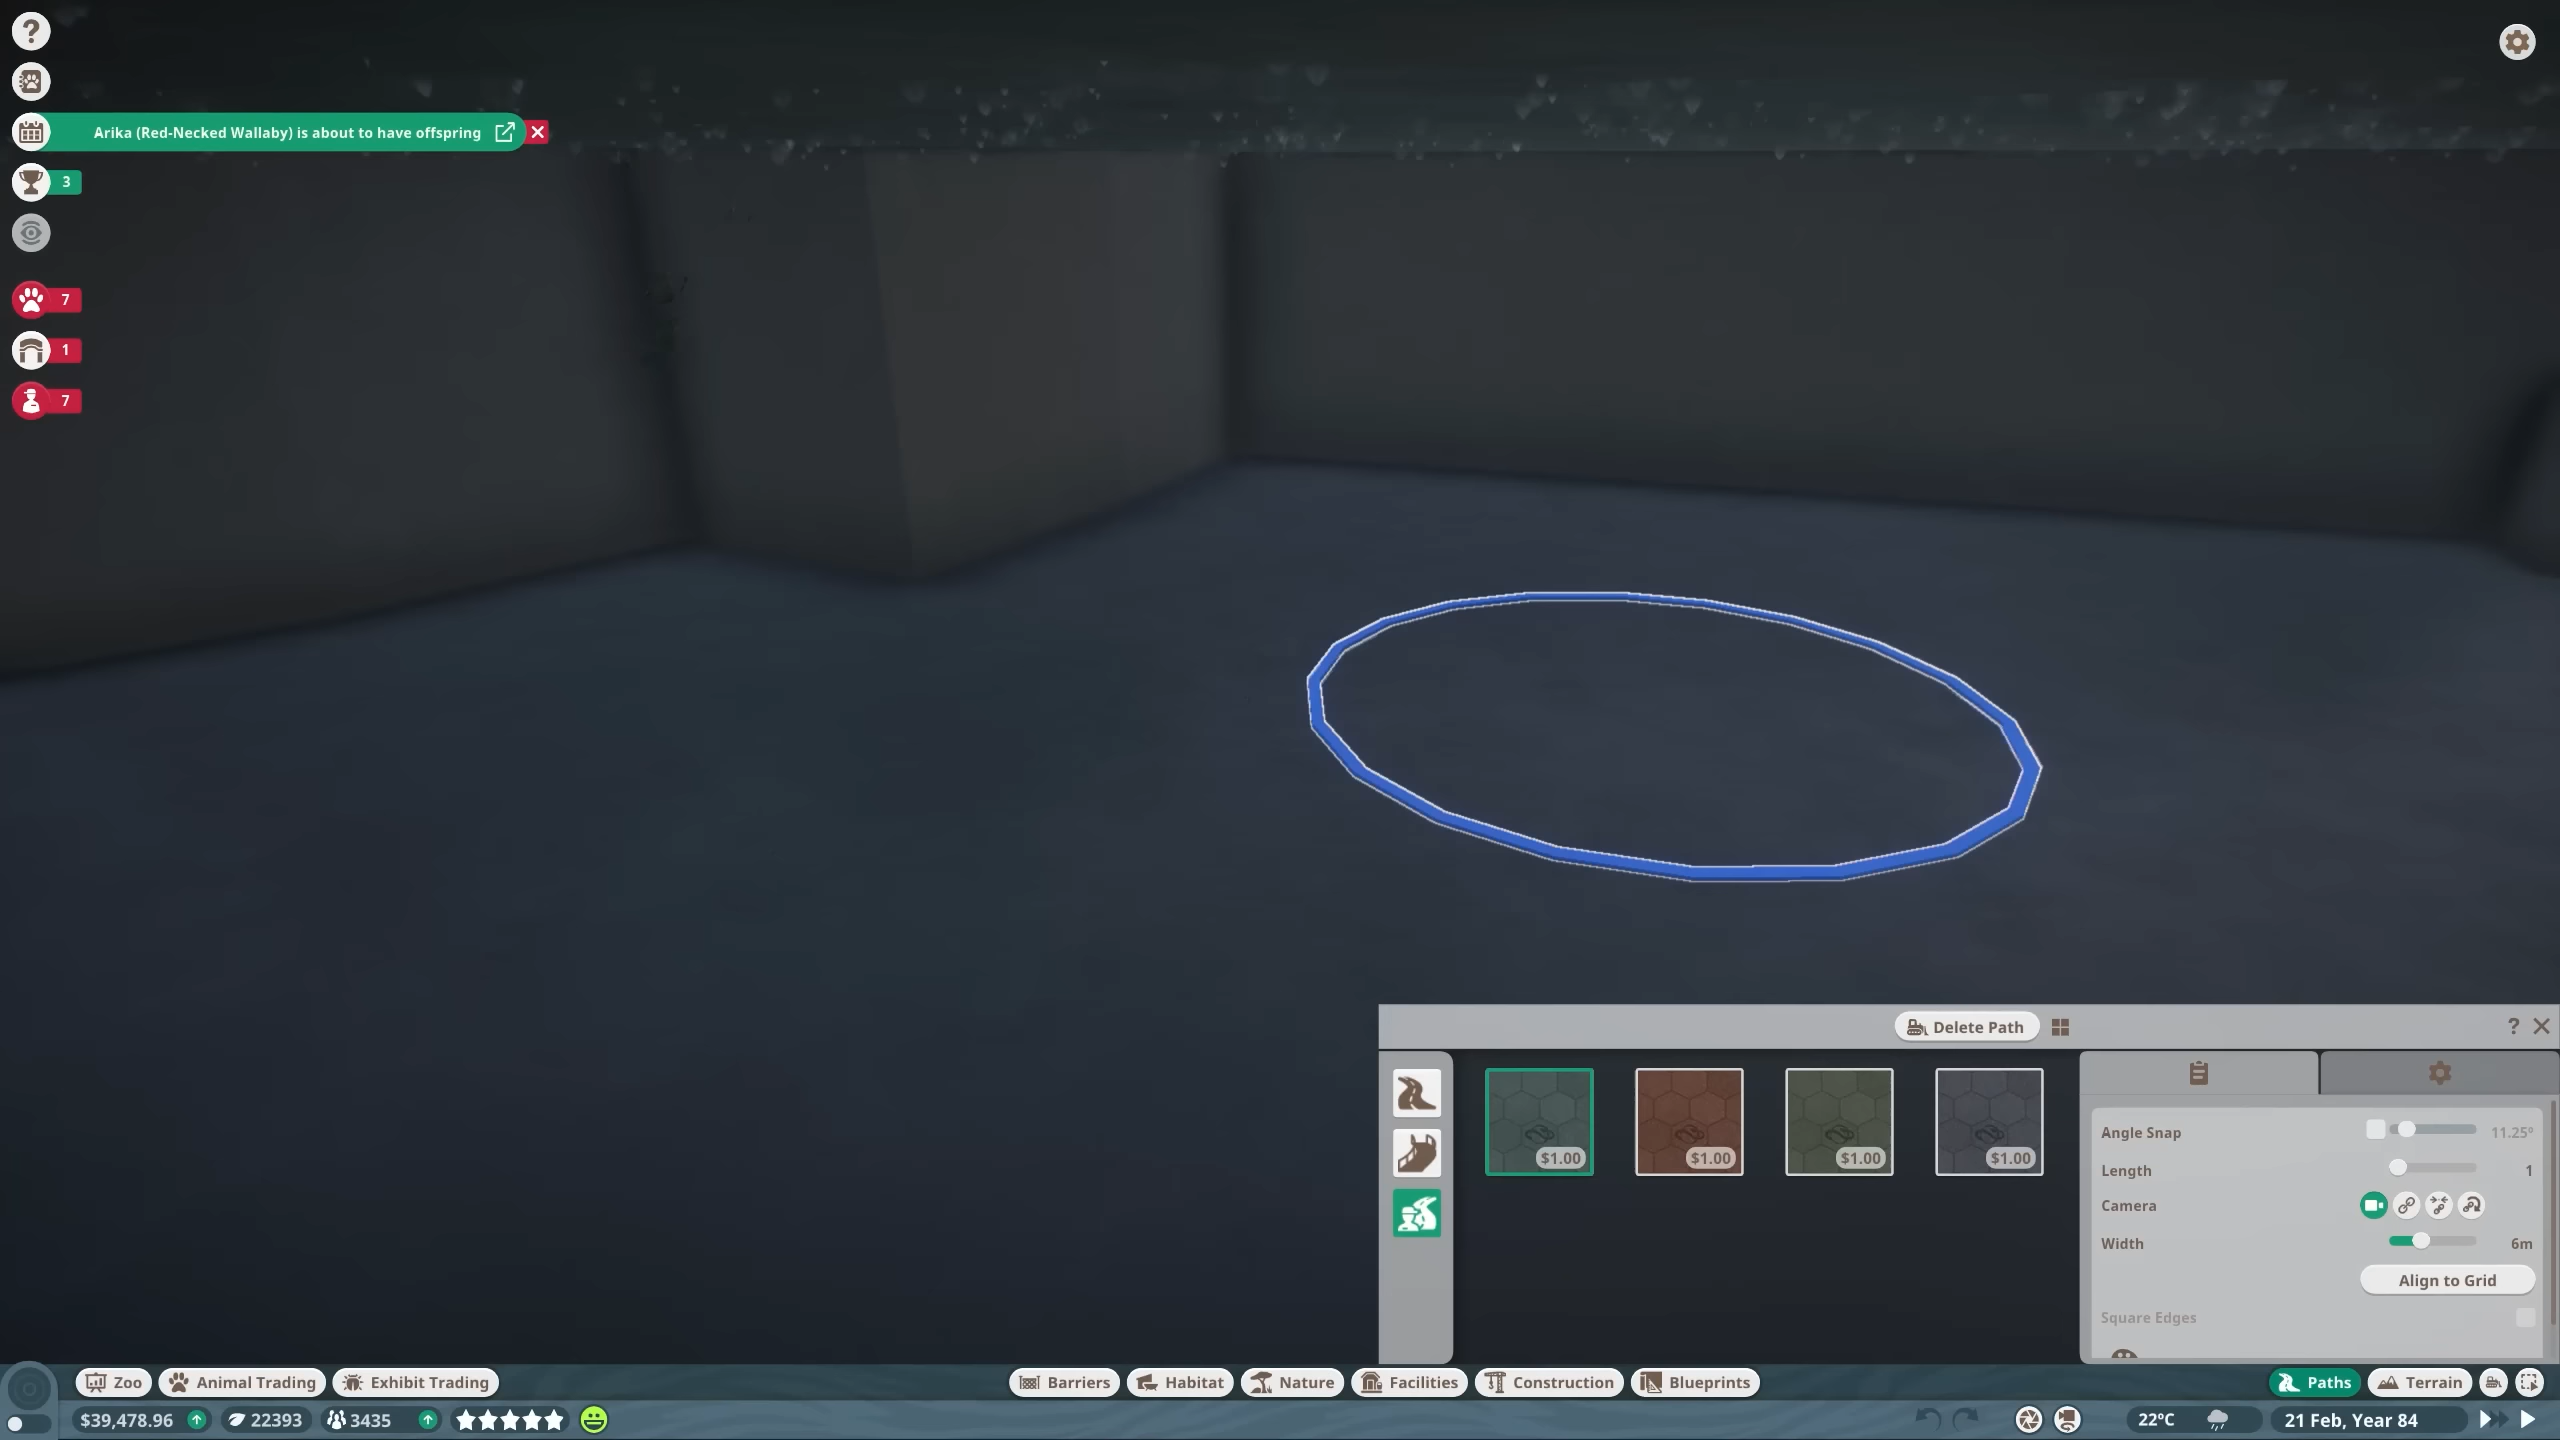 ?
Arika (Red-Necked Wallaby) is about to have offspring
3
7
1
7
Delete Path
?
$1.00
$1.00
$1.00
$1.00
Angle Snap
11.25°
Length
1
Camera
Width
6m
Align to Grid
Square Edges
Zoo
Animal Trading
Exhibit Trading
Barriers
Habitat
Nature
Facilities
Construction
Blueprints
Paths
Terrain
$39,478.96
22393
3435
22°C
21 Feb, Year 84